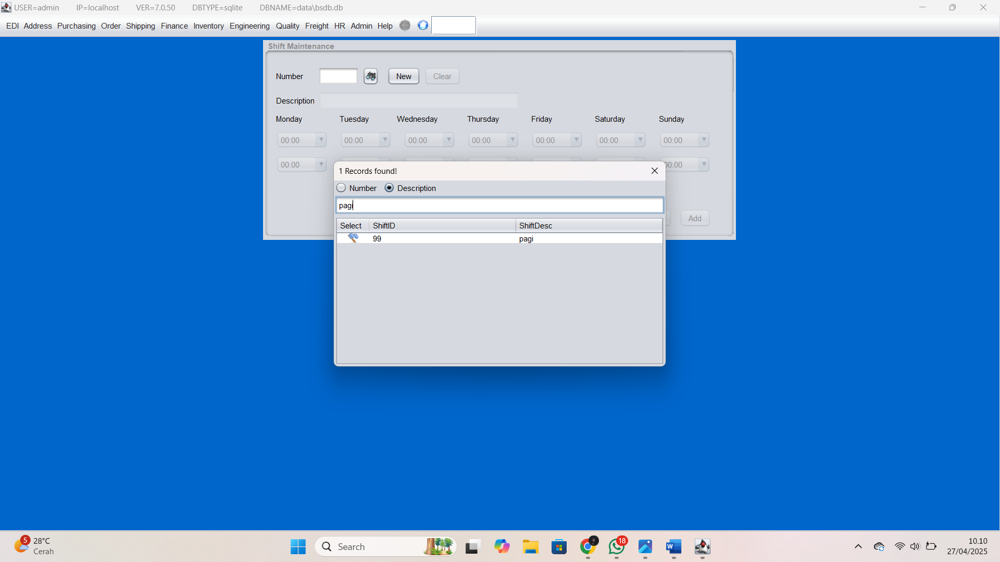 USER=admin IP=localhost VER=7.0.50 DBTYPE=sqlite DBNAME=data\bsdb.db
EDI Address Purchasing Order Shipping Finance Inventory Engineering Quality Freight HR Admin Help
Shift Maintenance
Number New Clear
Description
Monday Tuesday Wednesday Thursday Friday Saturday Sunday
00:00 00:00 00:00 00:00 00:00 00:00 00:00
00:00 00:00
1 Records found!
Number Description
pagi
Add
Select ShiftID ShiftDesc
99 pagi
5 28°C
Cerah
Search
18
10.10
27/04/2025